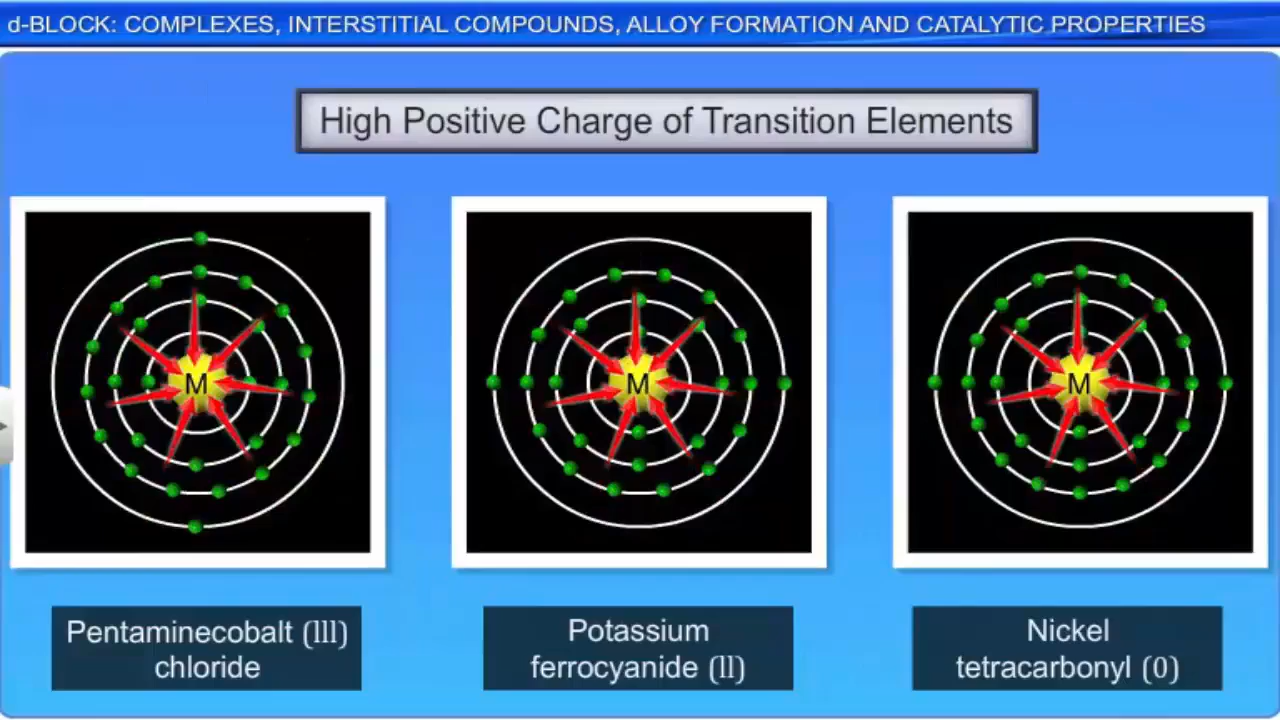 d-BLOCK: COMPLEXES, INTERSTITIAL COMPOUNDS, ALLOY FORMATION AND CATALYTIC PROPERTIES
High Positive Charge of Transition Elements
M
M
M
Pentaminecobalt (lll)
chloride
Potassium
ferrocyanide (ll)
Nickel
tetracarbonyl (0)